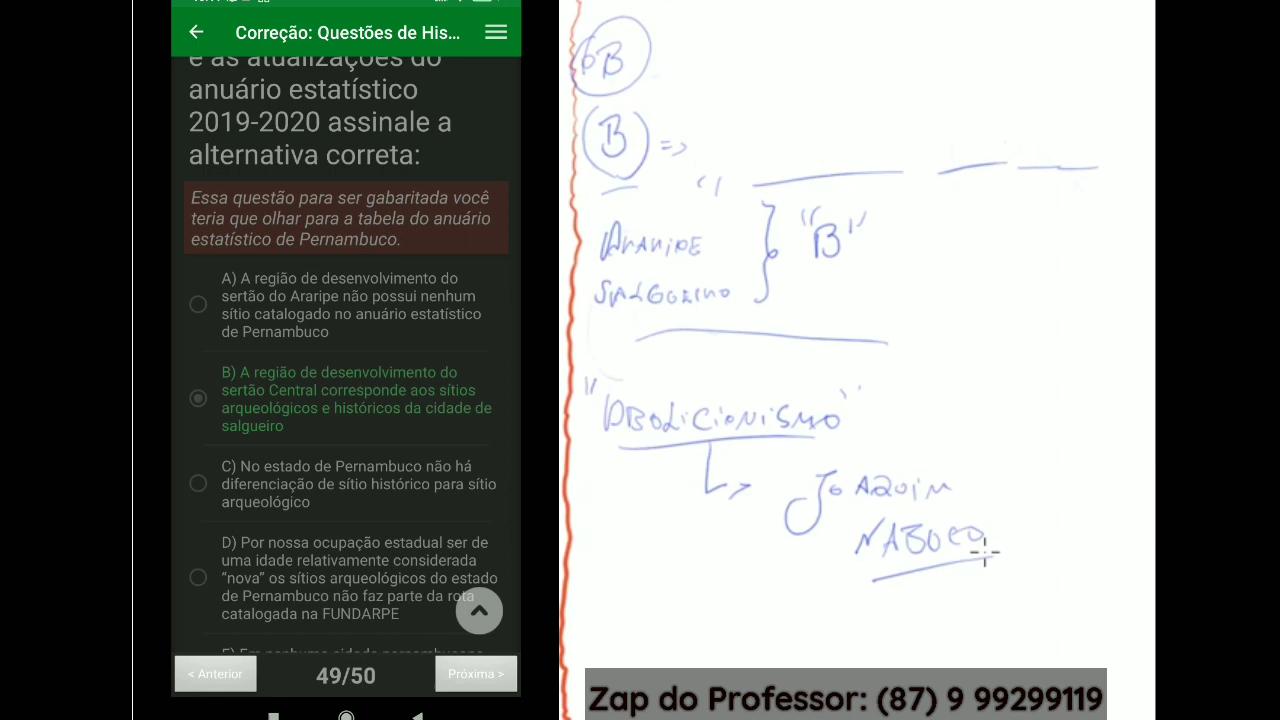 Correção: Questões de His...
e as atualizações do
anuário estatístico
2019-2020 assinale a
alternativa correta:
Essa questão para ser gabaritada você
teria que olhar para a tabela do anuário
estatístico de Pernambuco.
A) A região de desenvolvimento do
sertão do Araripe não possui nenhum
sítio catalogado no anuário estatístico
de Pernambuco
B) A região de desenvolvimento do
sertão Central corresponde aos sítios
arqueológicos e históricos da cidade de
salgueiro
C) No estado de Pernambuco não há
diferenciação de sítio histórico para sítio
arqueológico
D) Por nossa ocupação estadual ser de
uma idade relativamente considerada
“nova” os sítios arqueológicos do estado
de Pernambuco não faz parte da rota
catalogada na FUNDARPE
< Anterior
49/50
Próxima >
B
B =>
ARARIPE
SALGUEIRO
"B"
"ABOLICIONISMO"
JOAQUIM
NABUCO
Zap do Professor: (87) 9 99299119